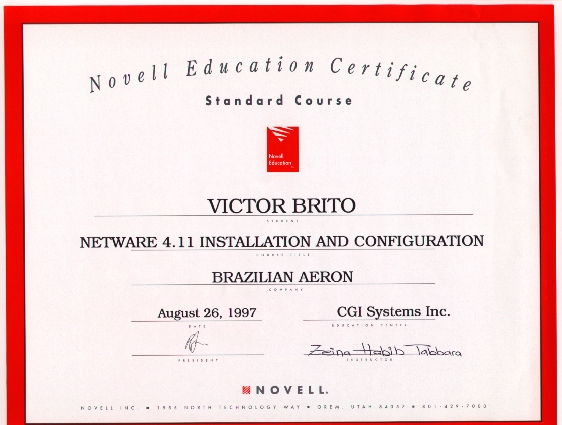 Novell Education Certificate
Standard Course
Novell
Education
VICTOR BRITO
STUDENT
NETWARE 4.11 INSTALLATION AND CONFIGURATION
COURSE TITLE
BRAZILIAN AERON
COMPANY
August 26, 1997 CGI Systems Inc.
DATE EDUCATION CENTER
Zeina Habib Tabbara
PRESIDENT INSTRUCTOR
NOVELL.
NOVELL INC. • 1555 NORTH TECHNOLOGY WAY • OREM, UTAH 84757 • 801-429-7000